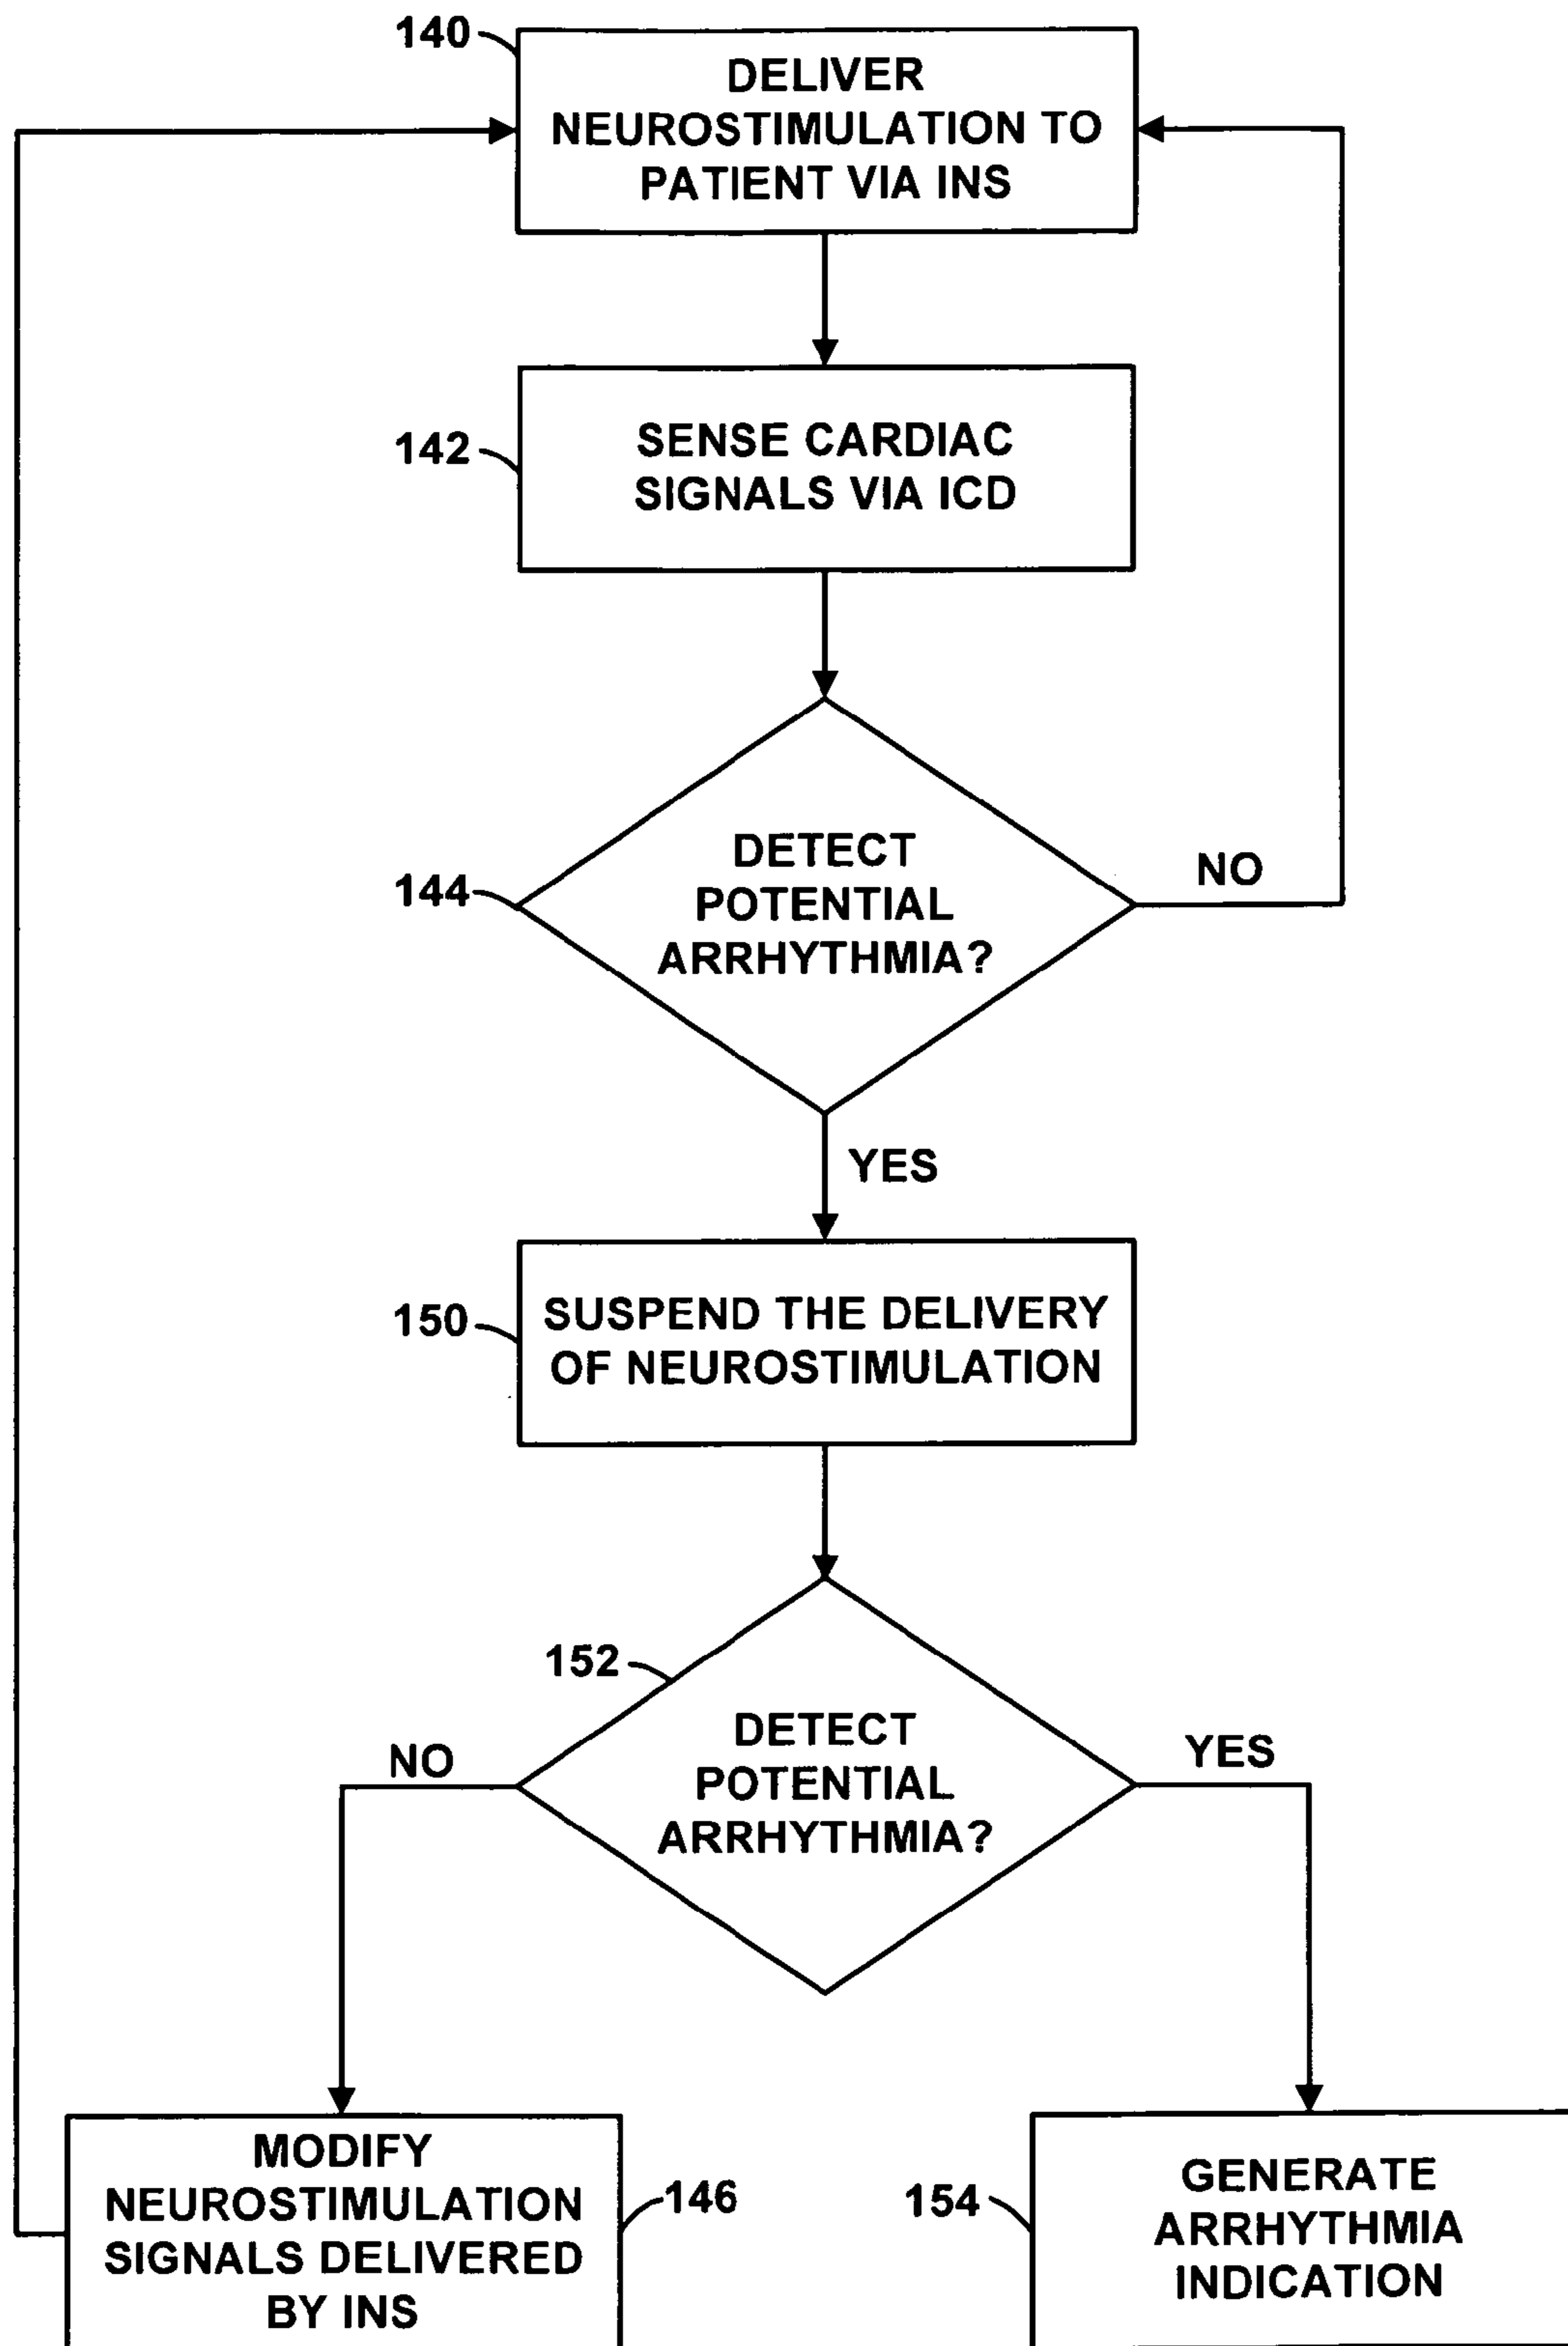 140
DELIVER
NEUROSTIMULATION TO
PATIENT VIA INS
142
SENSE CARDIAC
SIGNALS VIA ICD
144
DETECT
POTENTIAL
ARRHYTHMIA?
NO
YES
150
SUSPEND THE DELIVERY
OF NEUROSTIMULATION
152
DETECT
POTENTIAL
ARRHYTHMIA?
NO
YES
MODIFY
NEUROSTIMULATION
SIGNALS DELIVERED
BY INS
146
154
GENERATE
ARRHYTHMIA
INDICATION